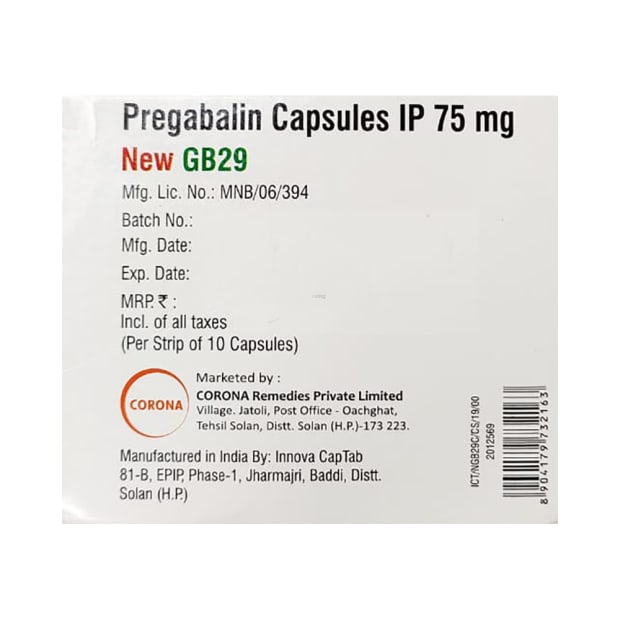 Pregabalin Capsules IP 75 mg
New GB29
Mfg. Lic. No.: MNB/06/394
Batch No.:
Mfg. Date:
Exp. Date:
MRP. ₹ :
Incl. of all taxes
(Per Strip of 10 Capsules)
Marketed by :
CORONA Remedies Private Limited
Village. Jatoli, Post Office - Oachghat,
Tehsil Solan, Distt. Solan (H.P.)-173 223.
CORONA
Manufactured in India By: Innova CapTab
81-B, EPIP, Phase-1, Jharmajri, Baddi, Distt.
Solan (H.P.)
ICT/NGB29C/CS/19/00
2012569
8 904179 732163